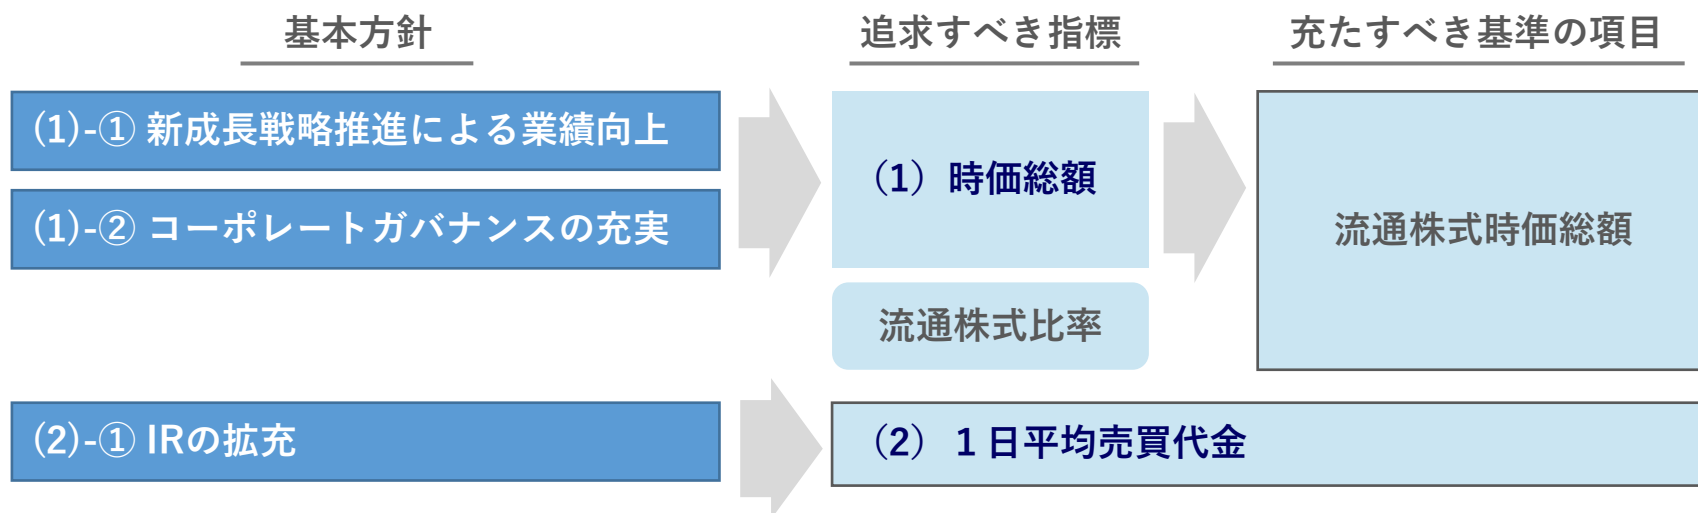 基本方針
追求すべき指標
充たすべき基準の項目
(1)-① 新成長戦略推進による業績向上
(1)-② コーポレートガバナンスの充実
（1）時価総額
流通株式比率
流通株式時価総額
(2)-① IRの拡充
（2）１日平均売買代金